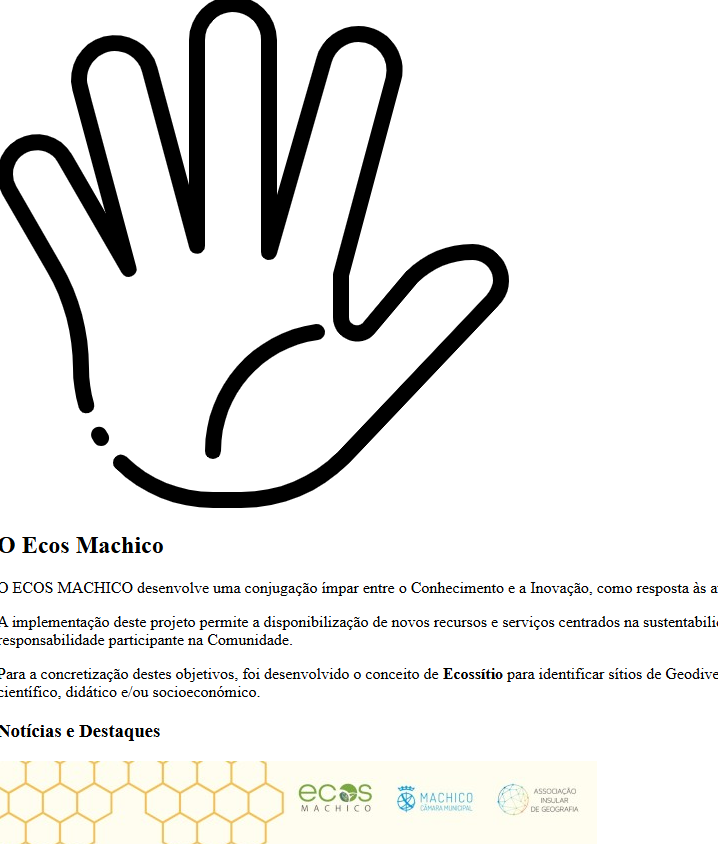 O Ecos Machico
O ECOS MACHICO desenvolve uma conjugação ímpar entre o Conhecimento e a Inovação, como resposta às
A implementação deste projeto permite a disponibilização de novos recursos e serviços centrados na
responsabilidade participante na Comunidade.
Para a concretização destes objetivos, foi desenvolvido o conceito de Ecossítio para identificar sítios de
científico, didático e/ou socioeconómico.
Notícias e Destaques
ecos
MACHICO
MACHICO
CÂMARA MUNICIPAL
ASSOCIAÇÃO
INSULAR
DE GEOGRAFIA